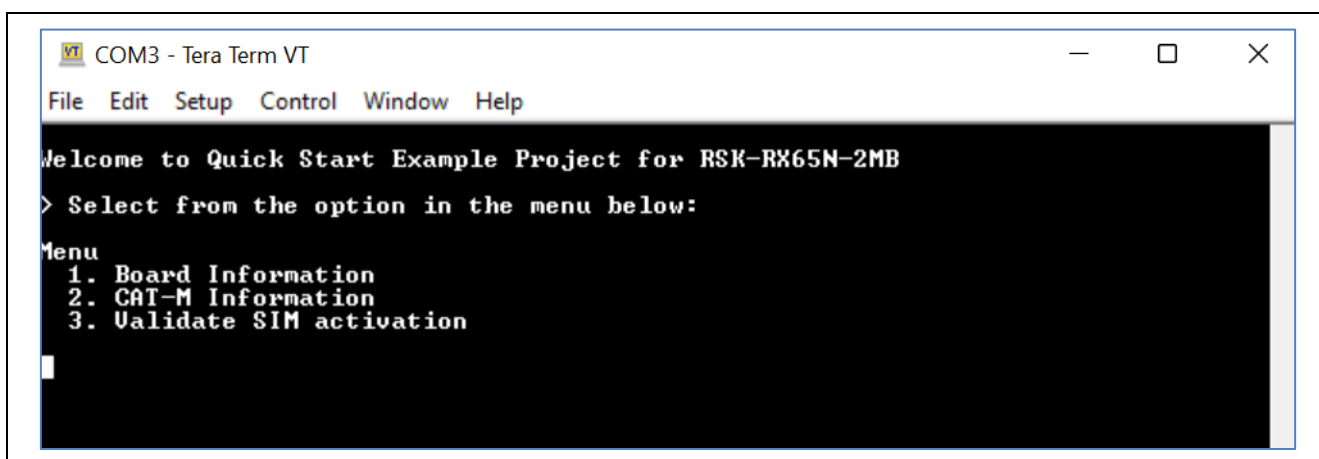 COM3 - Tera Term VT
File Edit Setup Control Window Help
Welcome to Quick Start Example Project for RSK-RX65N-2MB
> Select from the option in the menu below:
Menu
1. Board Information
2. CAT-M Information
3. Validate SIM activation